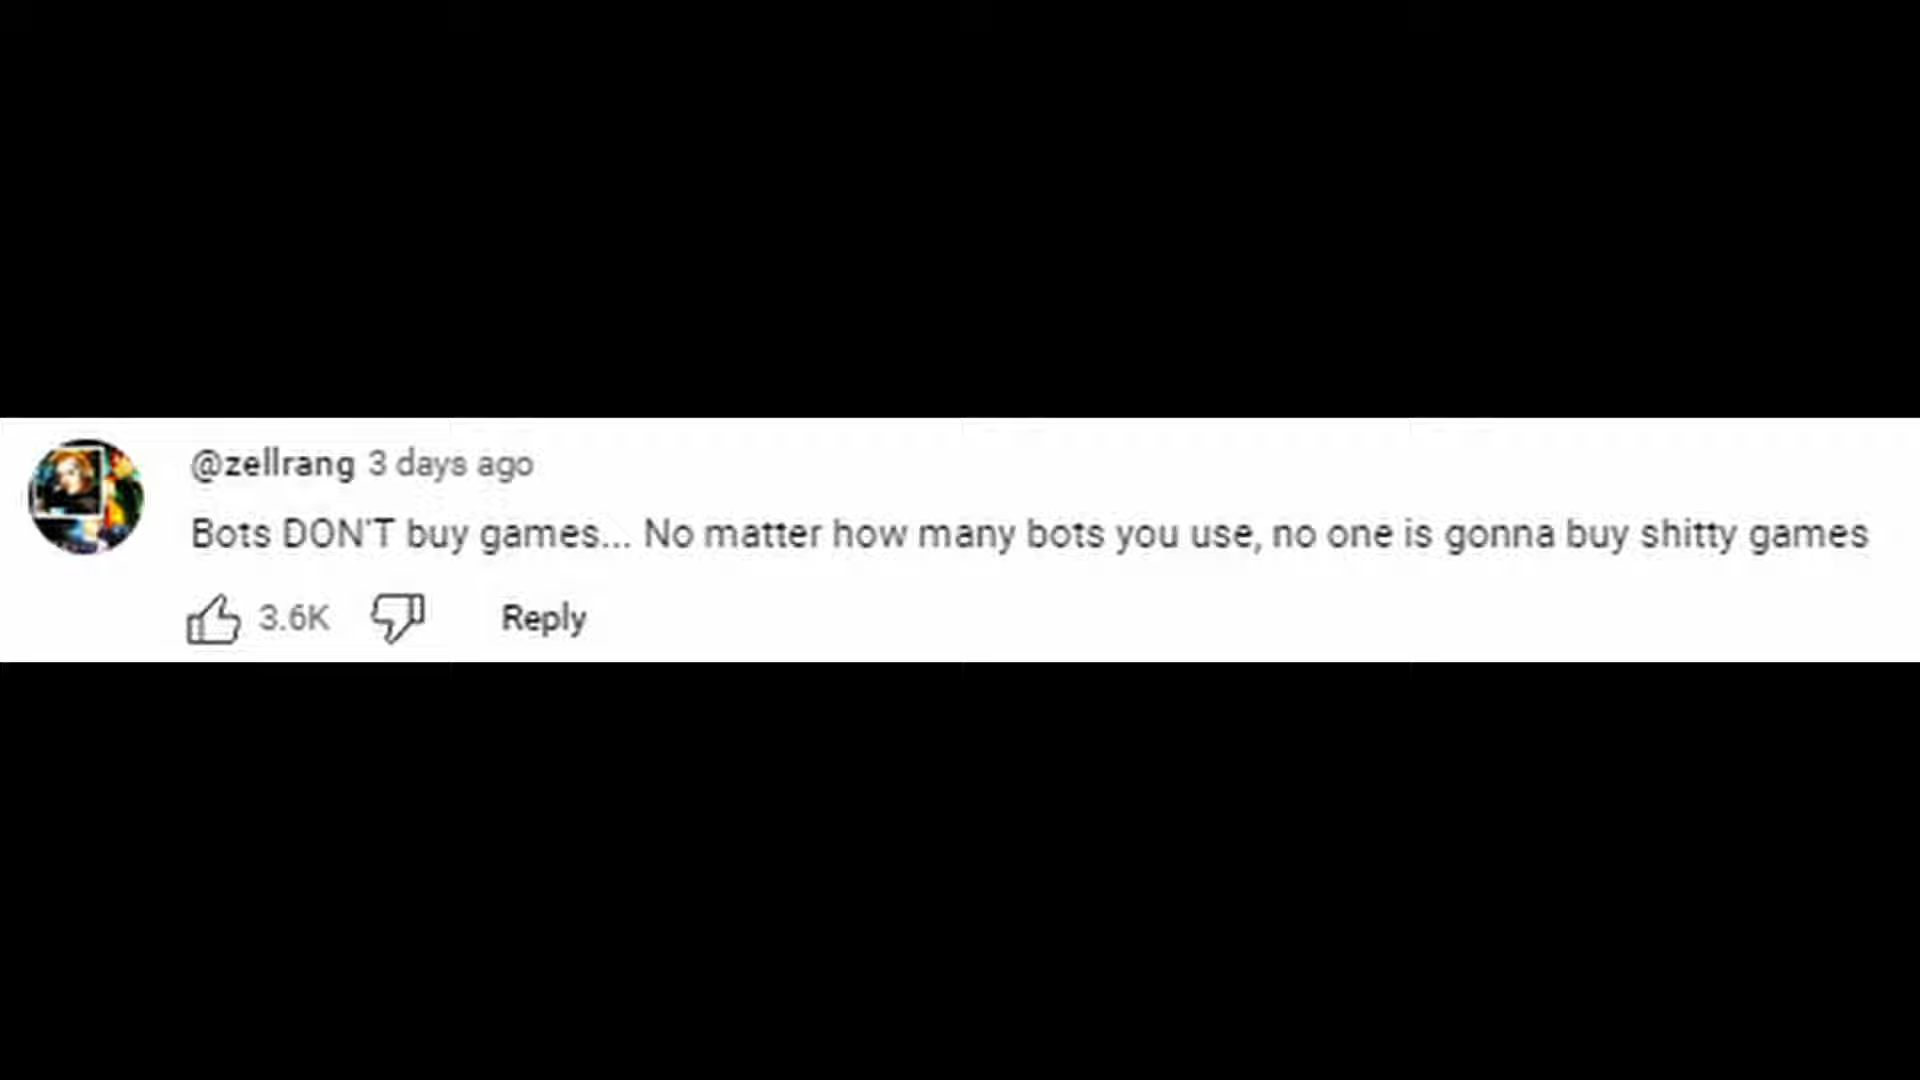 @zellrang 3 days ago
Bots DON'T buy games... No matter how many bots you use, no one is gonna buy shitty games
3.6K Reply